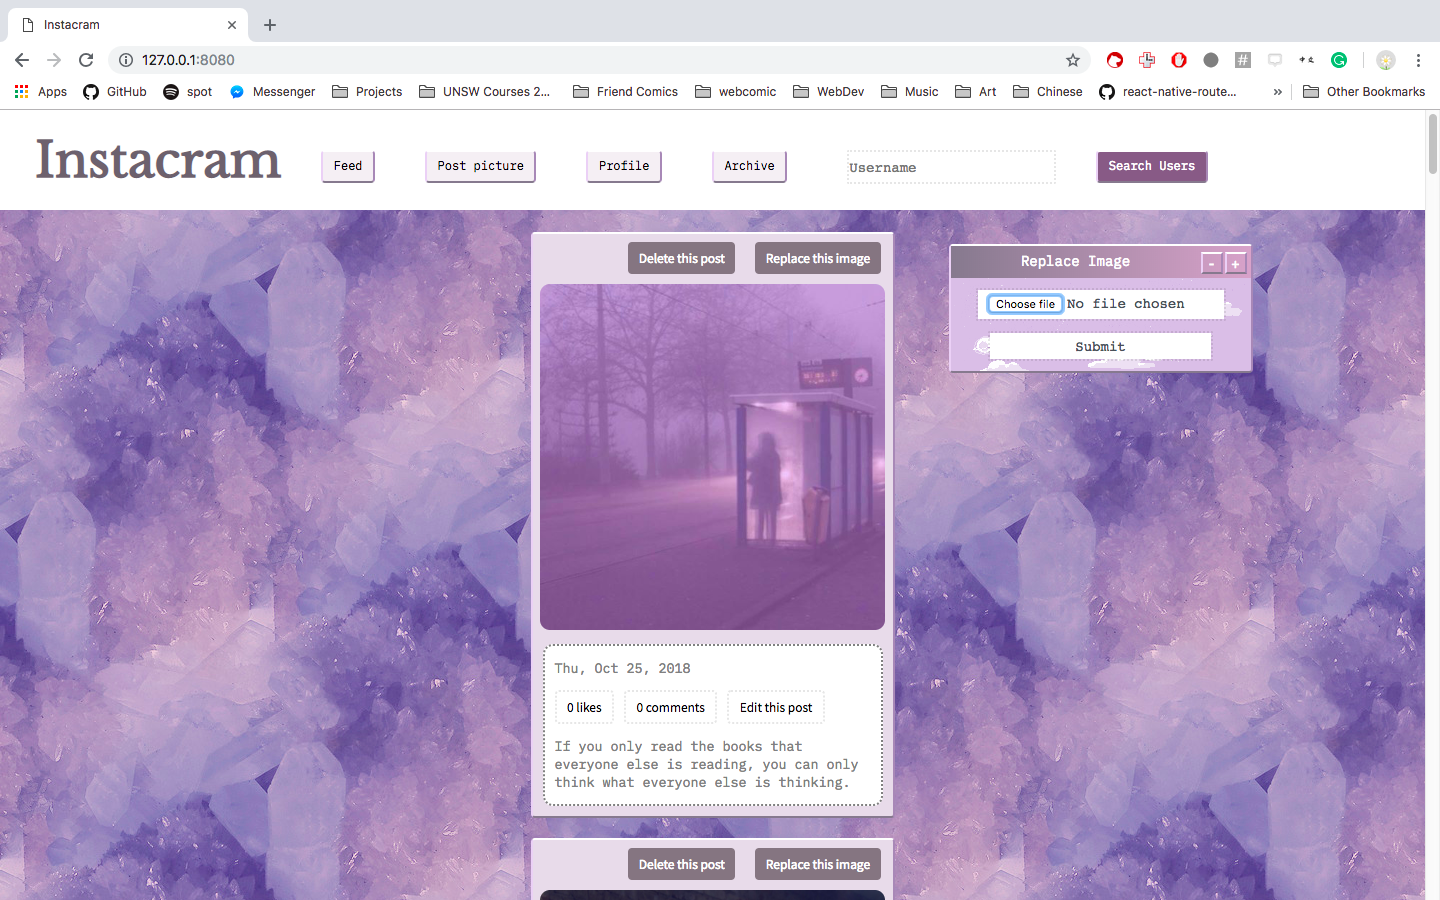 Instacram
127.0.0.1:8080
Apps GitHub spot Messenger Projects UNSW Courses 2... Friend Comics webcomic WebDev Music Art Chinese react-native-route... » Other Bookmarks
Instacram Feed Post picture Profile Archive Username Search Users
Delete this post Replace this image
Replace Image - +
Choose file No file chosen
Submit
Thu, Oct 25, 2018
0 likes 0 comments Edit this post
If you only read the books that
everyone else is reading, you can only
think what everyone else is thinking.
Delete this post Replace this image